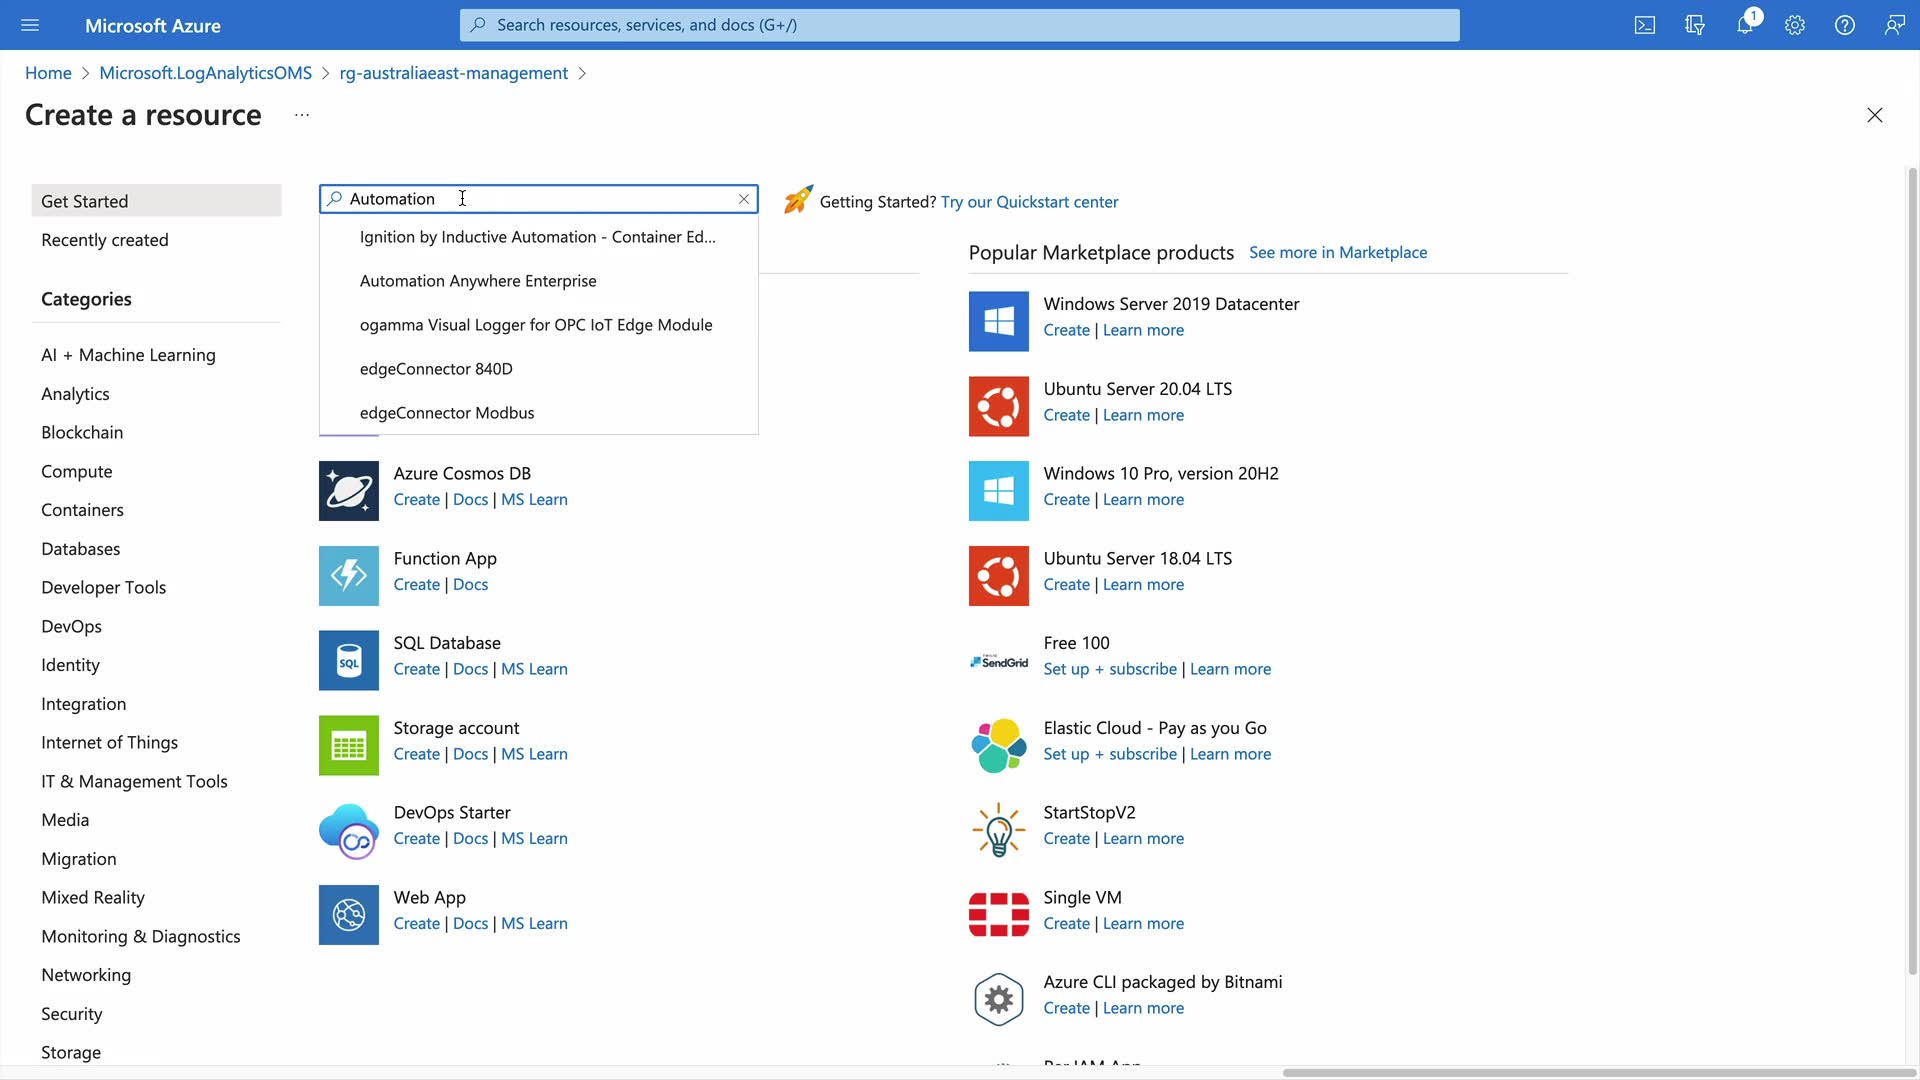 Microsoft Azure
Search resources, services, and docs (G+/)
1
Home > Microsoft.LogAnalyticsOMS > rg-australiaeast-management >
Create a resource ...
Get Started
Recently created
Categories
AI + Machine Learning
Analytics
Blockchain
Compute
Containers
Databases
Developer Tools
DevOps
Identity
Integration
Internet of Things
IT & Management Tools
Media
Migration
Mixed Reality
Monitoring & Diagnostics
Networking
Security
Storage
Automation
Ignition by Inductive Automation - Container Ed...
Automation Anywhere Enterprise
ogamma Visual Logger for OPC IoT Edge Module
edgeConnector 840D
edgeConnector Modbus
Getting Started? Try our Quickstart center
Azure Cosmos DB
Create | Docs | MS Learn
Function App
Create | Docs
SQL
SQL Database
Create | Docs | MS Learn
Storage account
Create | Docs | MS Learn
DevOps Starter
Create | Docs | MS Learn
Web App
Create | Docs | MS Learn
Popular Marketplace products See more in Marketplace
Windows Server 2019 Datacenter
Create | Learn more
Ubuntu Server 20.04 LTS
Create | Learn more
Windows 10 Pro, version 20H2
Create | Learn more
Ubuntu Server 18.04 LTS
Create | Learn more
SendGrid
Free 100
Set up + subscribe | Learn more
Elastic Cloud - Pay as you Go
Set up + subscribe | Learn more
StartStopV2
Create | Learn more
Single VM
Create | Learn more
Azure CLI packaged by Bitnami
Create | Learn more